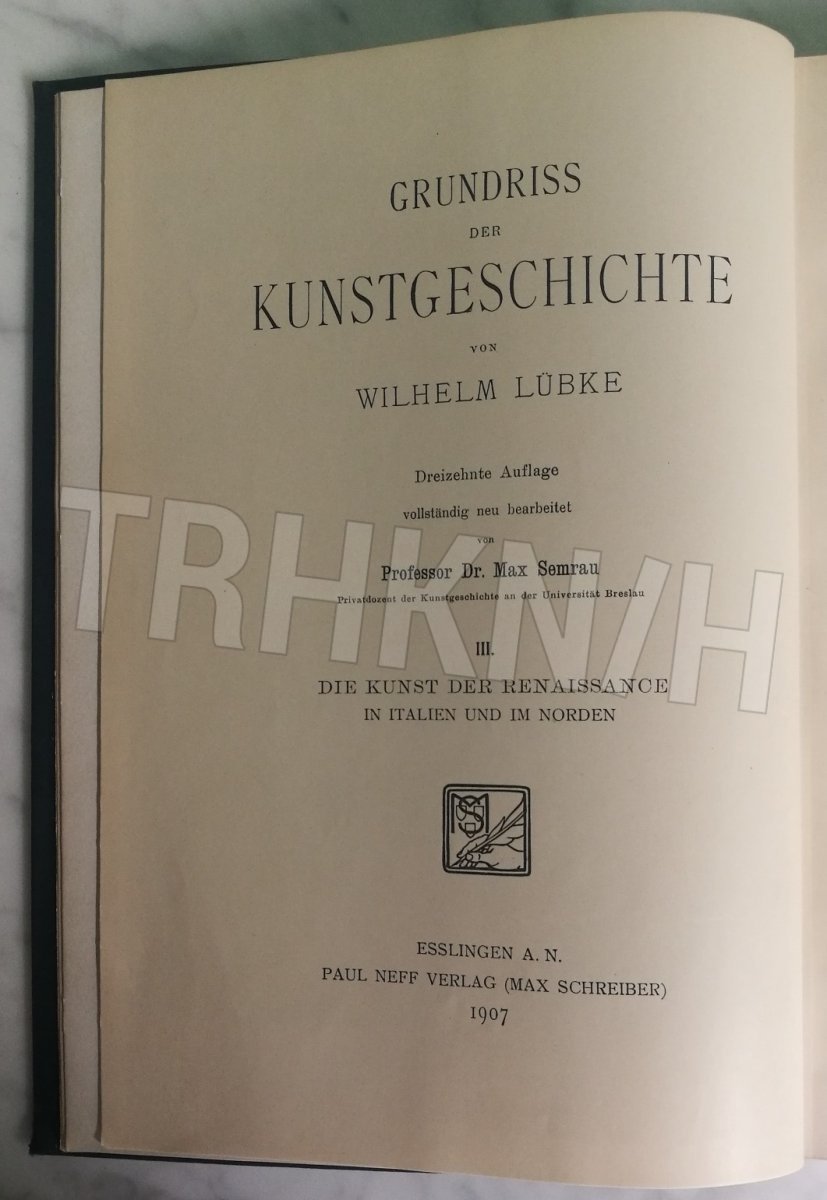 GRUNDRISS
DER
KUNSTGESCHICHTE
VON
WILHELM LÜBKE
Dreizehnte Auflage
vollständig neu bearbeitet
von
Professor Dr. Max Semrau
Privatdozent der Kunstgeschichte an der Universität Breslau
TRHKN/H
III.
DIE KUNST DER RENAISSANCE
IN ITALIEN UND IM NORDEN
ESSLINGEN A. N.
PAUL NEFF VERLAG (MAX SCHREIBER)
1907